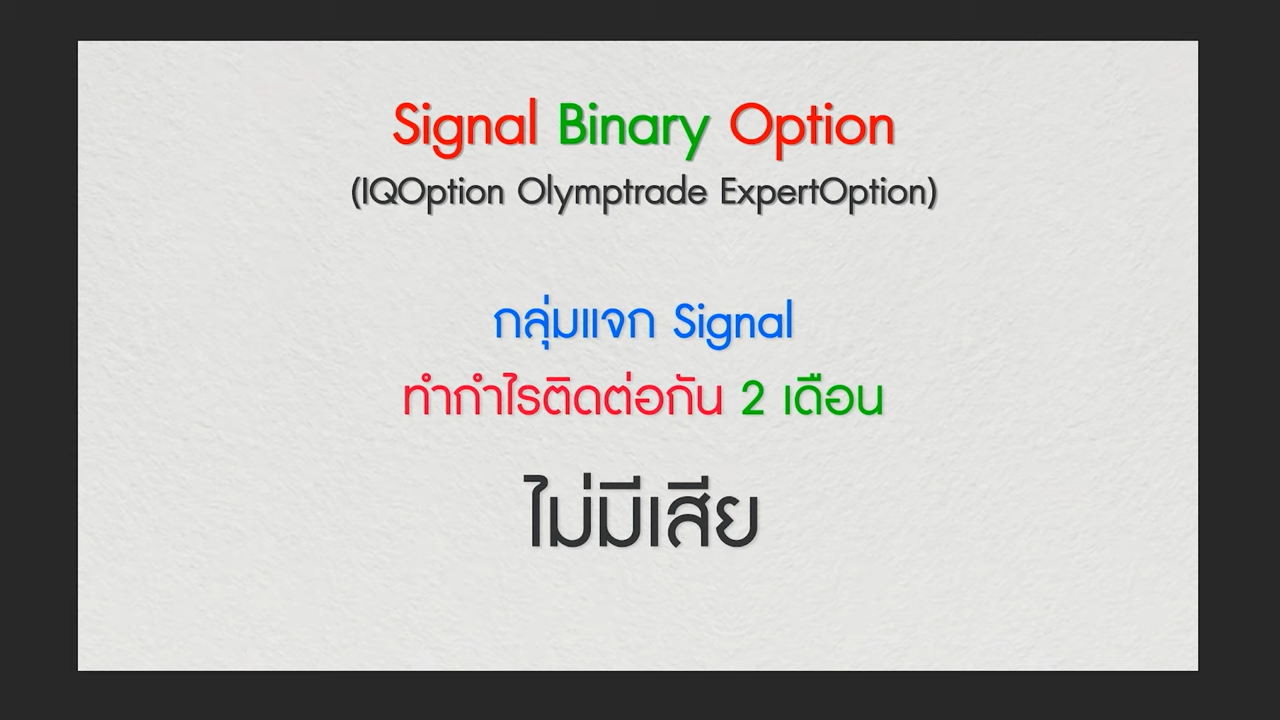 Signal Binary Option
(IQOption Olymptrade ExpertOption)
กลุ่มแจก Signal
ทำกำไรติดต่อกัน 2 เดือน
ไม่มีเสีย